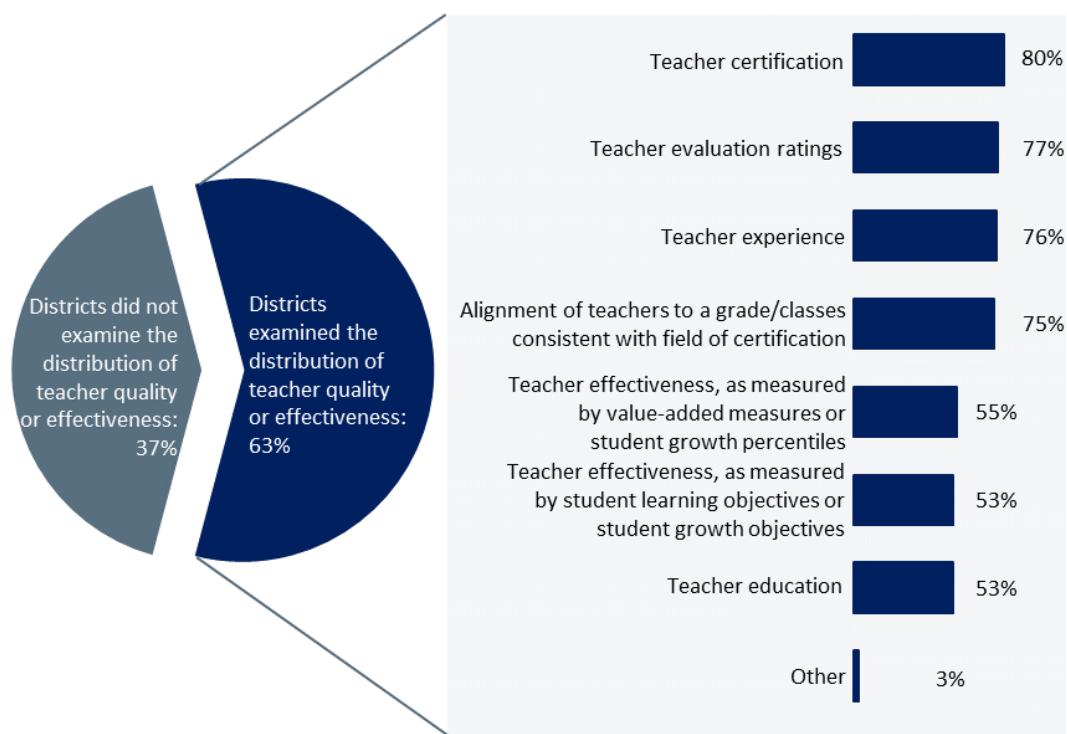 Districts did not
examine the
distribution of
teacher quality
or effectiveness:
37%
Districts
examined the
distribution of
teacher quality
or effectiveness:
63%
Teacher certification
80%
Teacher evaluation ratings
77%
Teacher experience
76%
Alignment of teachers to a grade/classes
consistent with field of certification
75%
Teacher effectiveness, as measured
by value-added measures or
student growth percentiles
55%
Teacher effectiveness, as measured
by student learning objectives or
student growth objectives
53%
Teacher education
53%
Other
3%